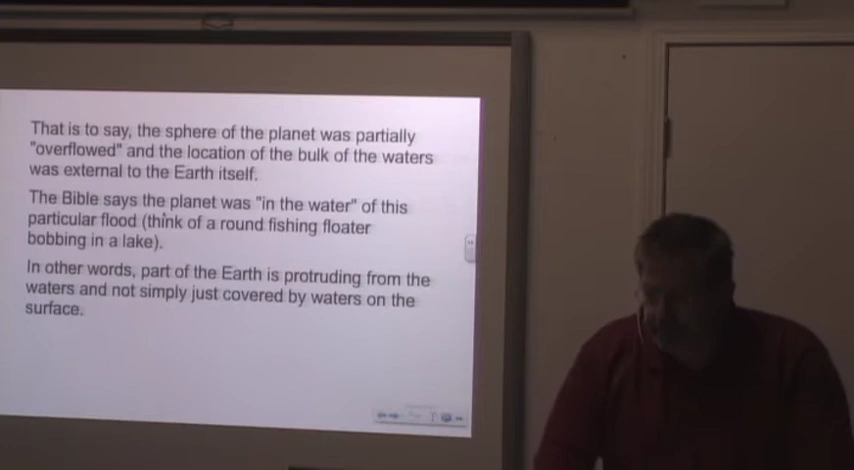 That is to say, the sphere of the planet was partially
"overflowed" and the location of the bulk of the waters
was external to the Earth itself.
The Bible says the planet was "in the water" of this
particular flood (think of a round fishing floater
bobbing in a lake).
In other words, part of the Earth is protruding from the
waters and not simply just covered by waters on the
surface.